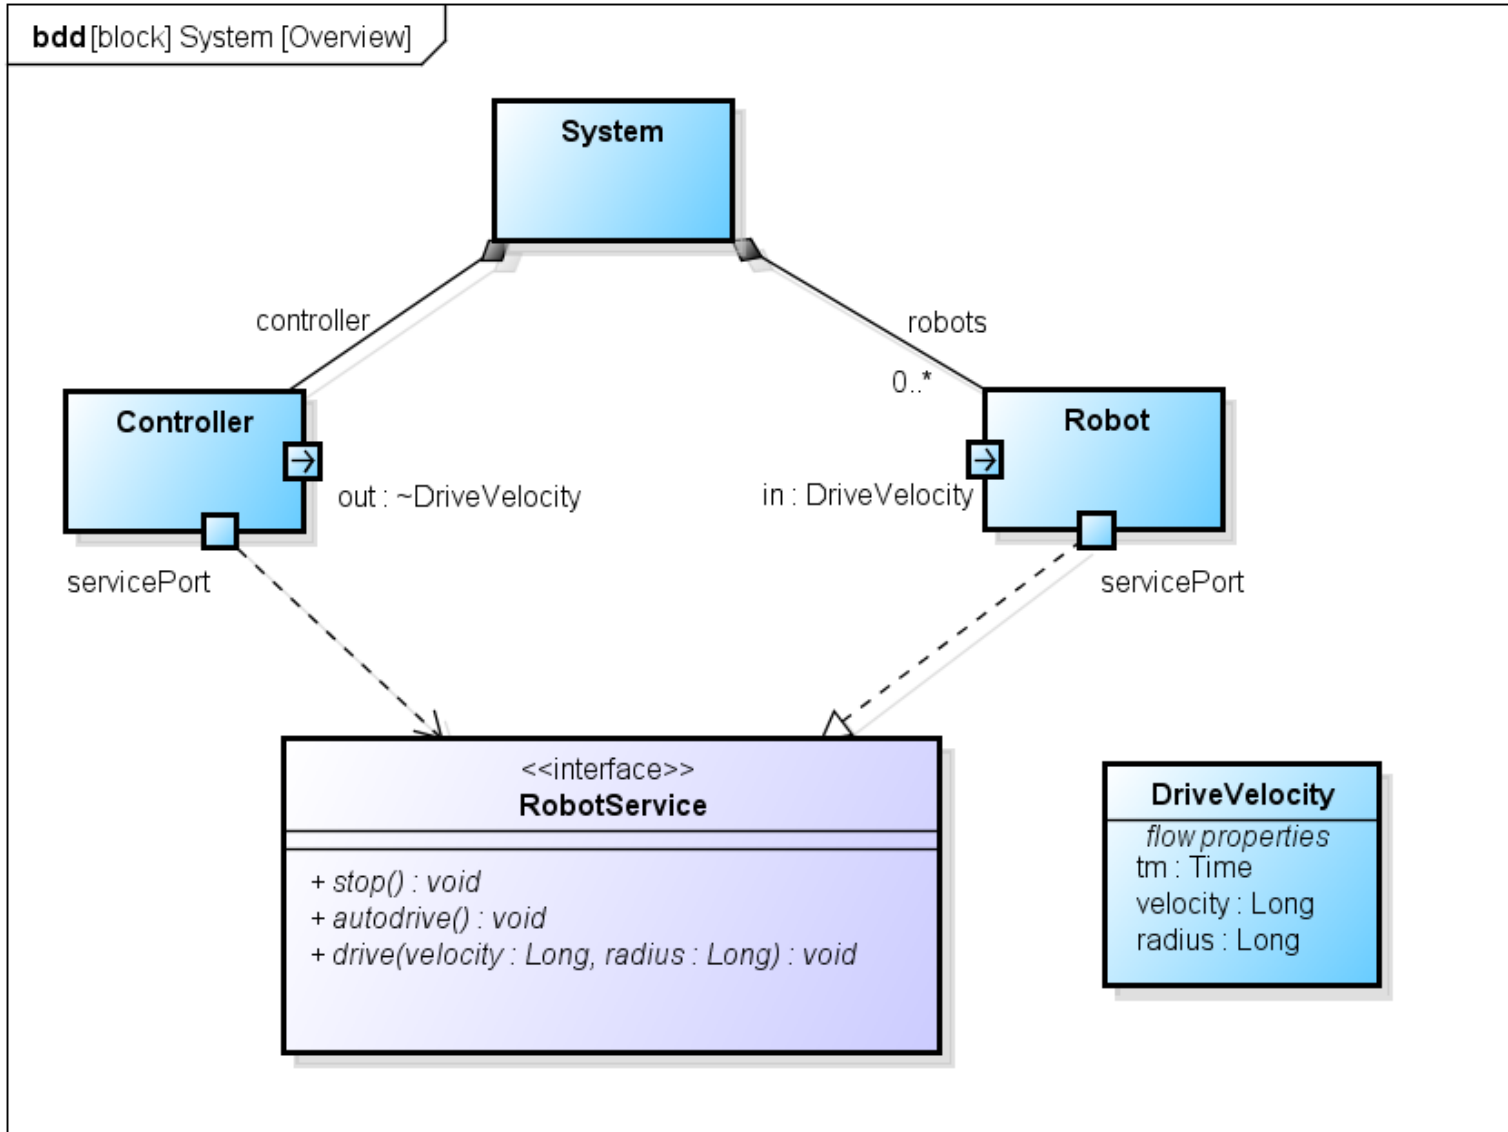 bdd [block] System [Overview]
System
controller
robots
0..*
Controller
Robot
out : ~DriveVelocity
in : DriveVelocity
servicePort
servicePort
<<interface>>
RobotService
+ stop() : void
+ autodrive() : void
+ drive(velocity : Long, radius : Long) : void
DriveVelocity
flow properties
tm : Time
velocity : Long
radius : Long